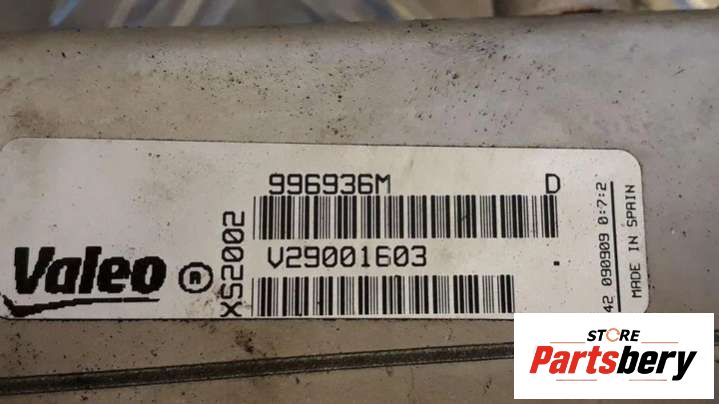 996936M D
XS2002
V29001603 .
Valeo ®
42 090909 0:7:2
MADE IN SPAIN
STORE
Partsbery